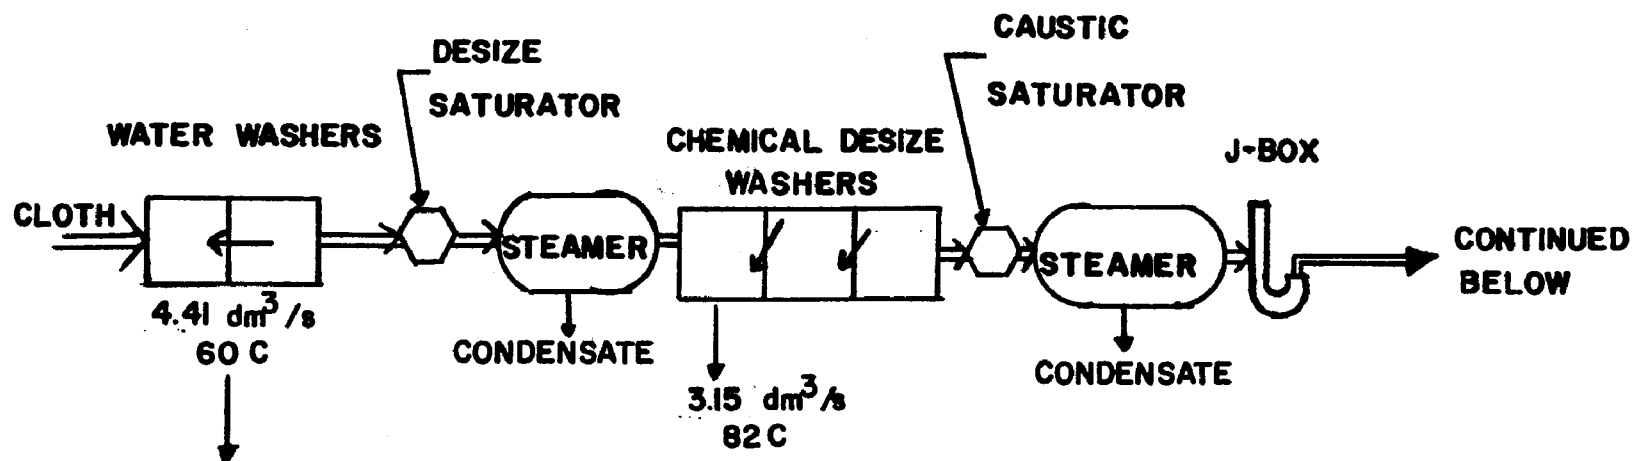 DESIZE
SATURATOR
CAUSTIC
SATURATOR
WATER WASHERS
CHEMICAL DESIZE
WASHERS
J-BOX
CLOTH
STEAMER
STEAMER
CONTINUED
BELOW
4.41 dm³/s
60 C
CONDENSATE
3.15 dm³/s
82 C
CONDENSATE